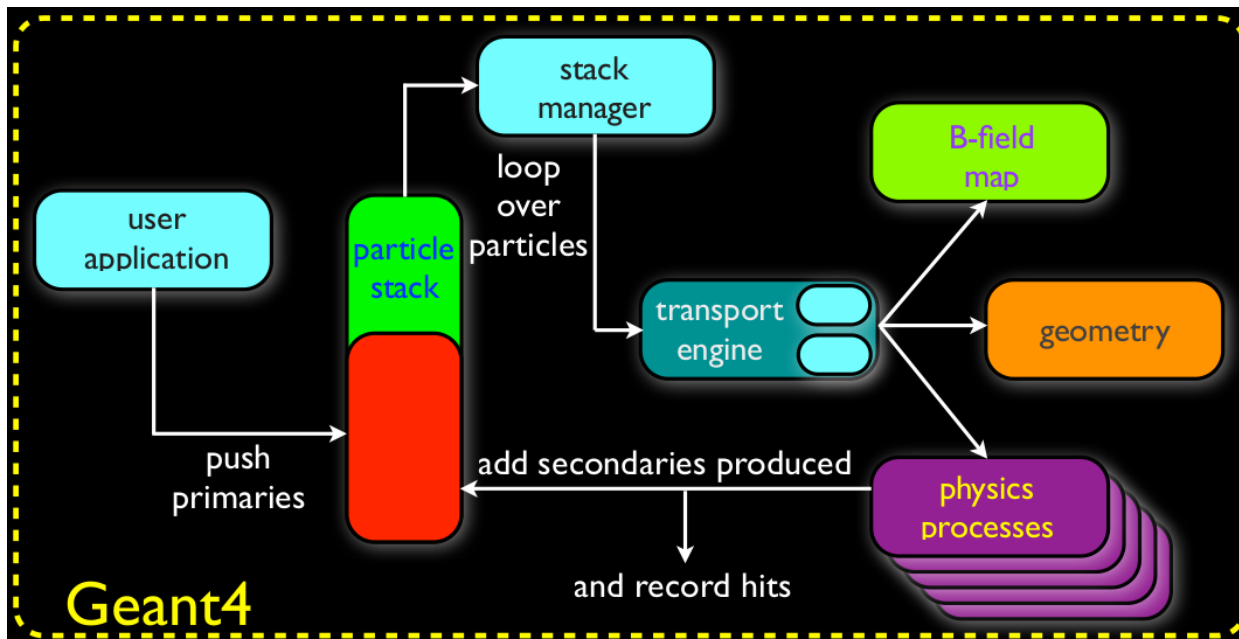 stack
manager
B-field
map
loop
over
particles
user
application
particle
stack
transport
engine
geometry
push
primaries
add secondaries produced
physics
processes
and record hits
Geant4